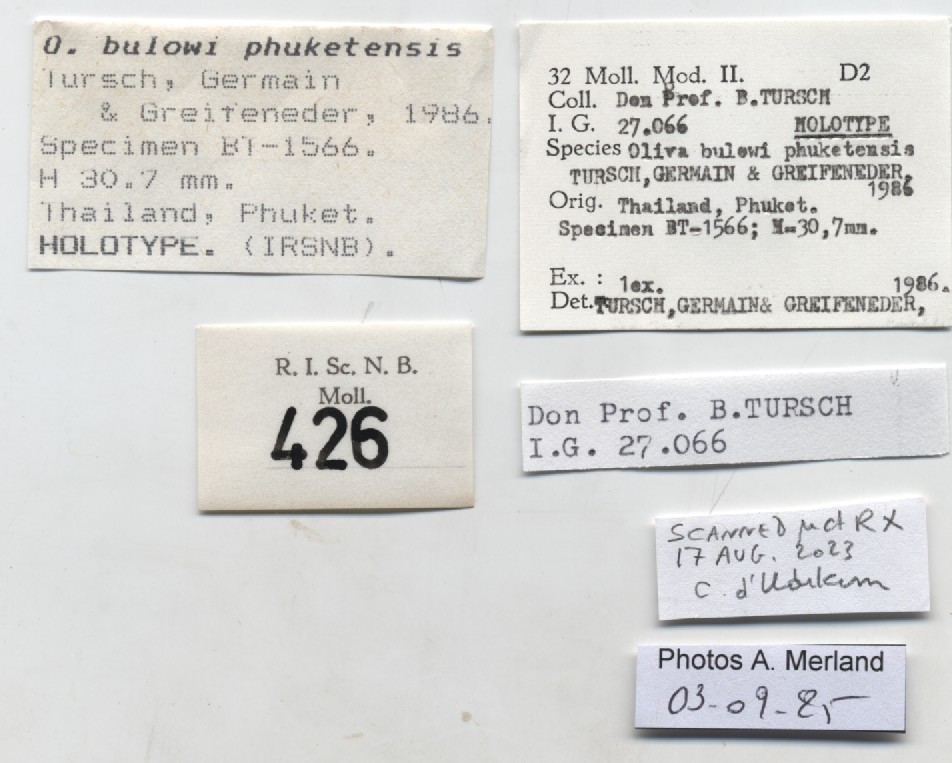 O. bulowi phuketensis
Tursch, Germain
& Greifeneder, 1986.
Specimen BT-1566.
H 30.7 mm.
Thailand, Phuket.
HOLOTYPE. (IRSNB).
32 Moll. Mod. II. D2
Coll. Don Prof. B.TURSCH
I. G. 27.066 HOLOTYPE
Species Oliva bulowi phuketensis
TURSCH,GERMAIN & GREIFENEDER,
1986
Orig. Thailand, Phuket.
Specimen BT-1566; H=30,7mm.
Ex. : 1ex. 1986.
Det. TURSCH,GERMAIN& GREIFENEDER,
R. I. Sc. N. B.
Moll.
426
Don Prof. B.TURSCH
I.G. 27.066
SCANNED µct RX
17 AUG. 2023
C. d'Udekem
Photos A. Merland
03-09-25